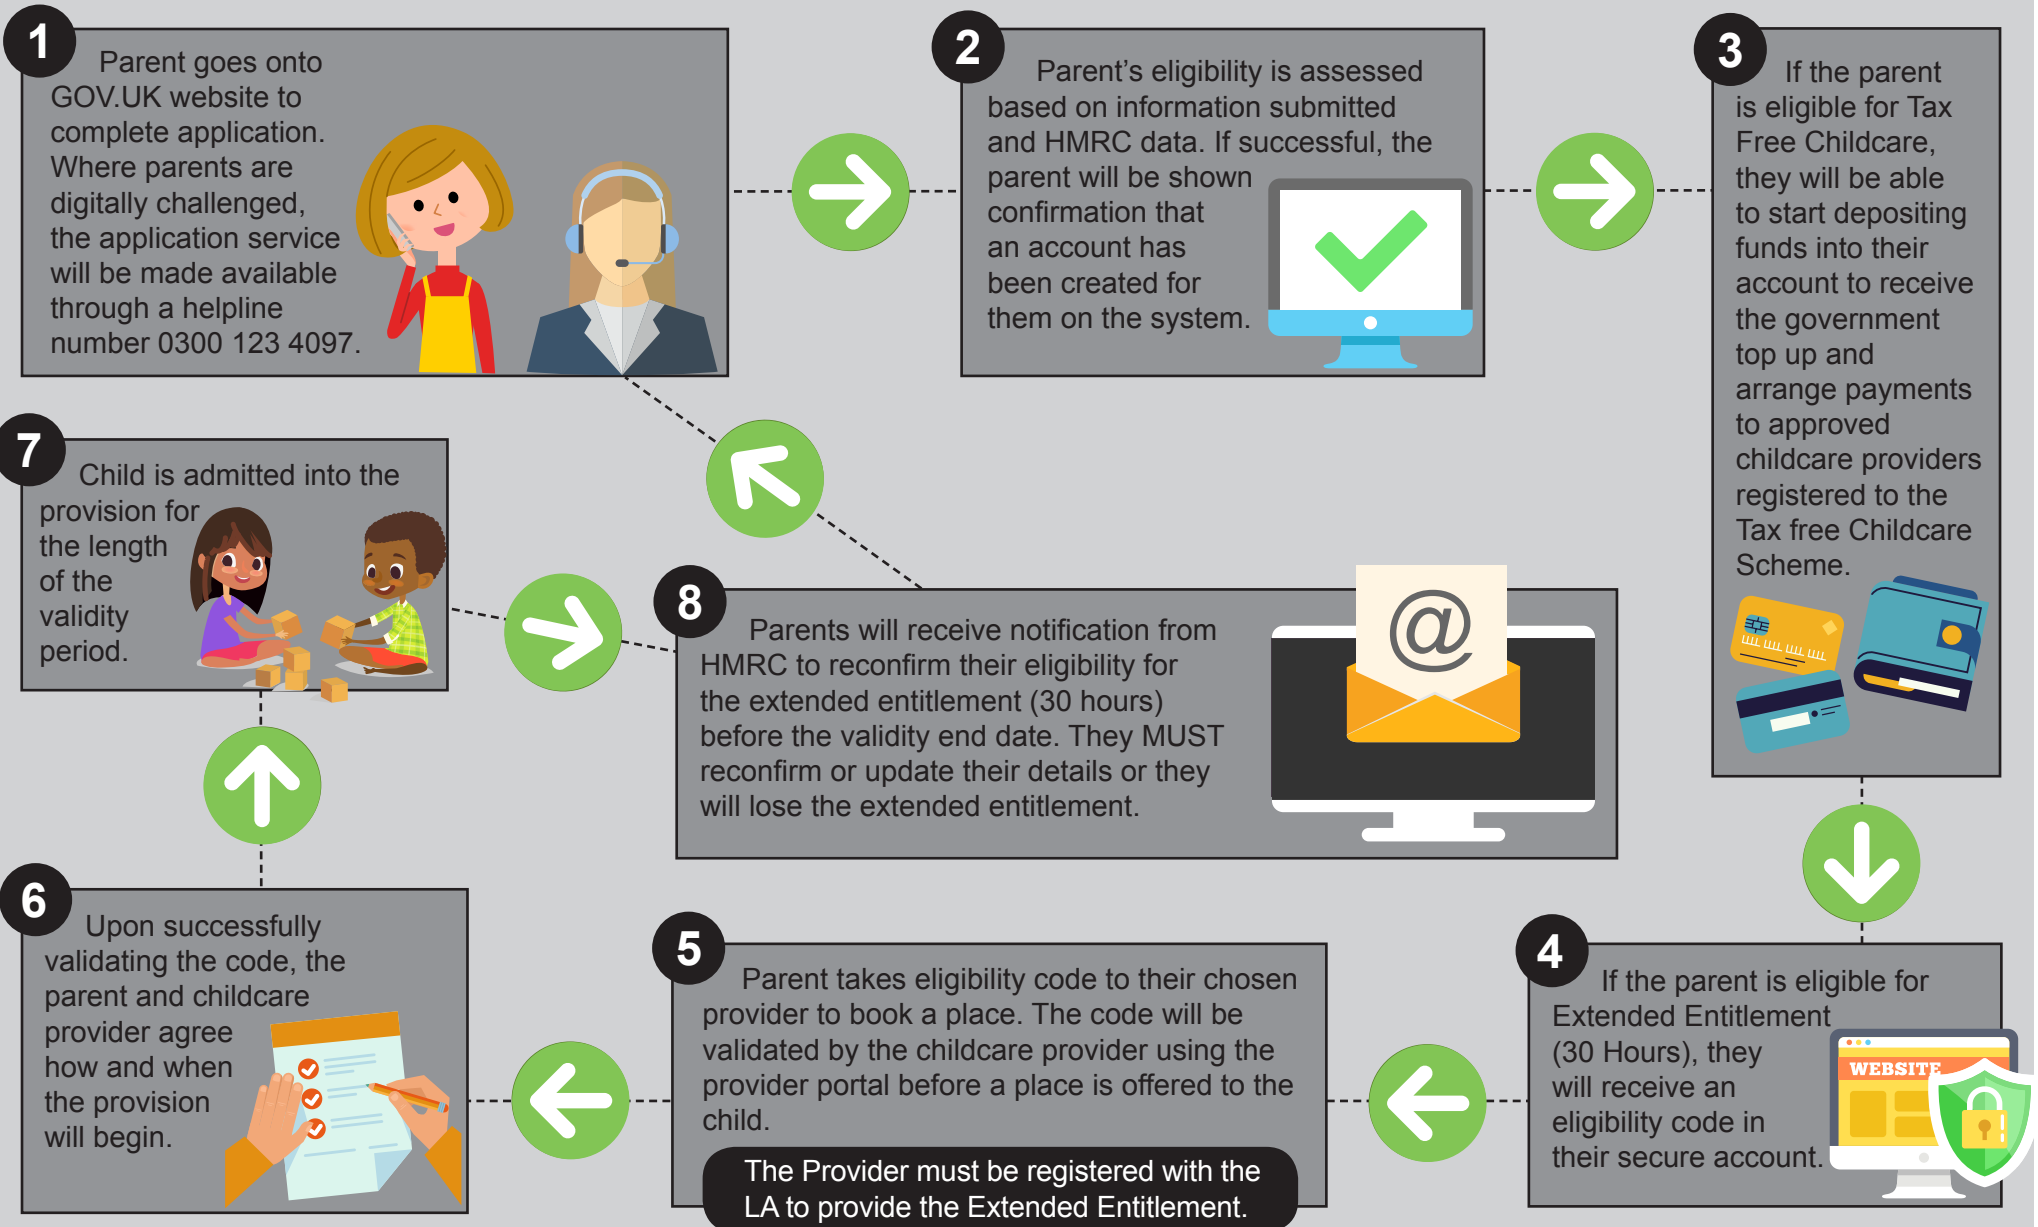 1
Parent goes onto
GOV.UK website to
complete application.
Where parents are
digitally challenged,
the application service
will be made available
through a helpline
number 0300 123 4097.
2
Parent's eligibility is assessed
based on information submitted
and HMRC data. If successful, the
parent will be shown
confirmation that
an account has
been created for
them on the system.
3
If the parent
is eligible for Tax
Free Childcare,
they will be able
to start depositing
funds into their
account to receive
the government
top up and
arrange payments
to approved
childcare providers
registered to the
Tax free Childcare
Scheme.
4
If the parent is eligible for
Extended Entitlement
(30 Hours), they
will receive an
eligibility code in
their secure account.
WEBSITE
5
Parent takes eligibility code to their chosen
provider to book a place. The code will be
validated by the childcare provider using the
provider portal before a place is offered to the
child.
The Provider must be registered with the
LA to provide the Extended Entitlement.
6
Upon successfully
validating the code, the
parent and childcare
provider agree
how and when
the provision
will begin.
7
Child is admitted into the
provision for
the length
of the
validity
period.
8
Parents will receive notification from
HMRC to reconfirm their eligibility for
the extended entitlement (30 hours)
before the validity end date. They MUST
reconfirm or update their details or they
will lose the extended entitlement.
@